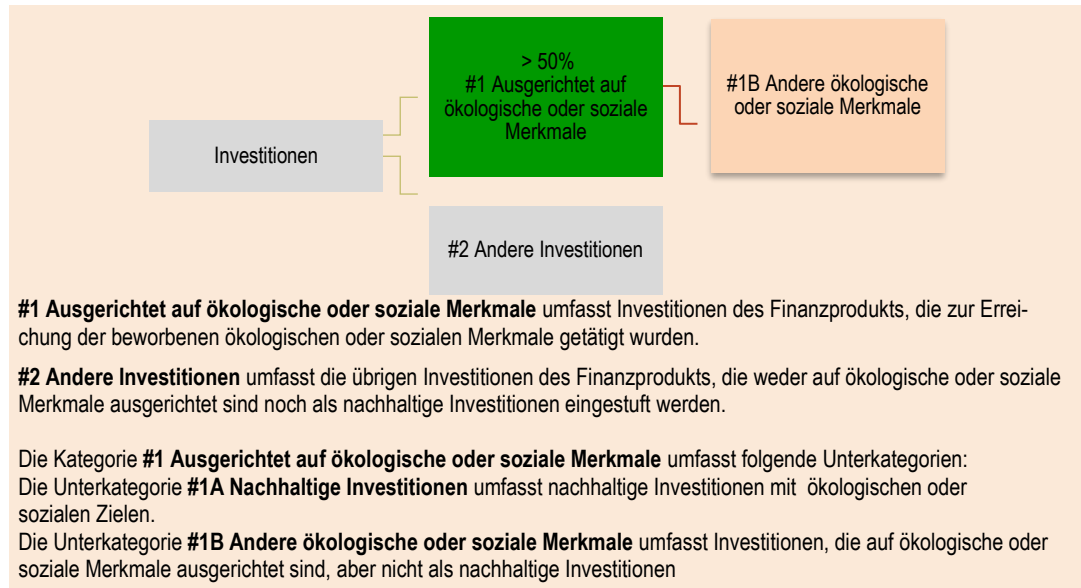 > 50%
#1 Ausgerichtet auf
ökologische oder soziale
Merkmale
#1B Andere ökologische
oder soziale Merkmale
Investitionen
#2 Andere Investitionen
#1 Ausgerichtet auf ökologische oder soziale Merkmale umfasst Investitionen des Finanzprodukts, die zur Errei-
chung der beworbenen ökologischen oder sozialen Merkmale getätigt wurden.
#2 Andere Investitionen umfasst die übrigen Investitionen des Finanzprodukts, die weder auf ökologische oder soziale
Merkmale ausgerichtet sind noch als nachhaltige Investitionen eingestuft werden.
Die Kategorie #1 Ausgerichtet auf ökologische oder soziale Merkmale umfasst folgende Unterkategorien:
Die Unterkategorie #1A Nachhaltige Investitionen umfasst nachhaltige Investitionen mit ökologischen oder
sozialen Zielen.
Die Unterkategorie #1B Andere ökologische oder soziale Merkmale umfasst Investitionen, die auf ökologische oder
soziale Merkmale ausgerichtet sind, aber nicht als nachhaltige Investitionen